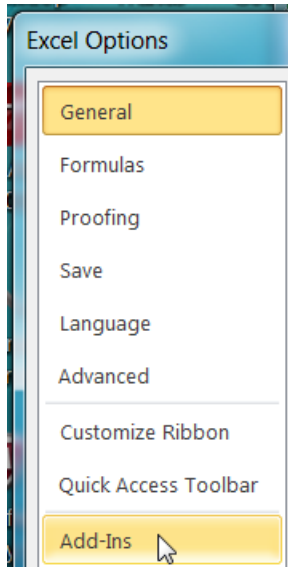 Excel Options
General
Formulas
Proofing
Save
Language
Advanced
Customize Ribbon
Quick Access Toolbar
Add-Ins